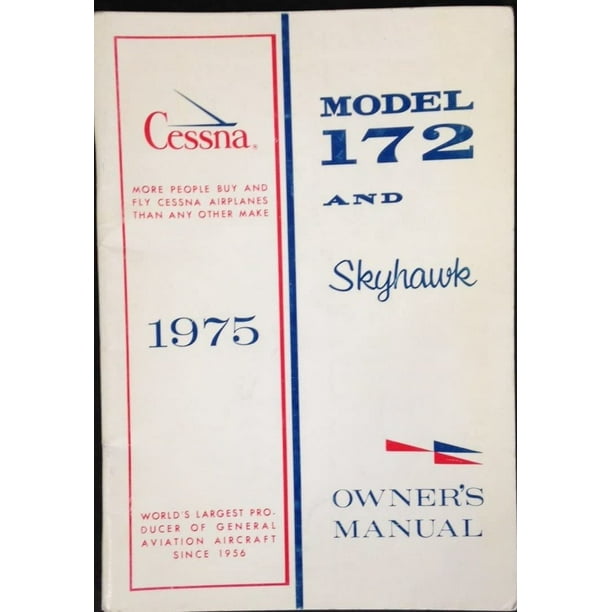 Cessna®
MORE PEOPLE BUY AND
FLY CESSNA AIRPLANES
THAN ANY OTHER MAKE
1975
WORLD'S LARGEST PRO-
DUCER OF GENERAL
AVIATION AIRCRAFT
SINCE 1956
MODEL
172
AND
Skyhawk
OWNER'S
MANUAL